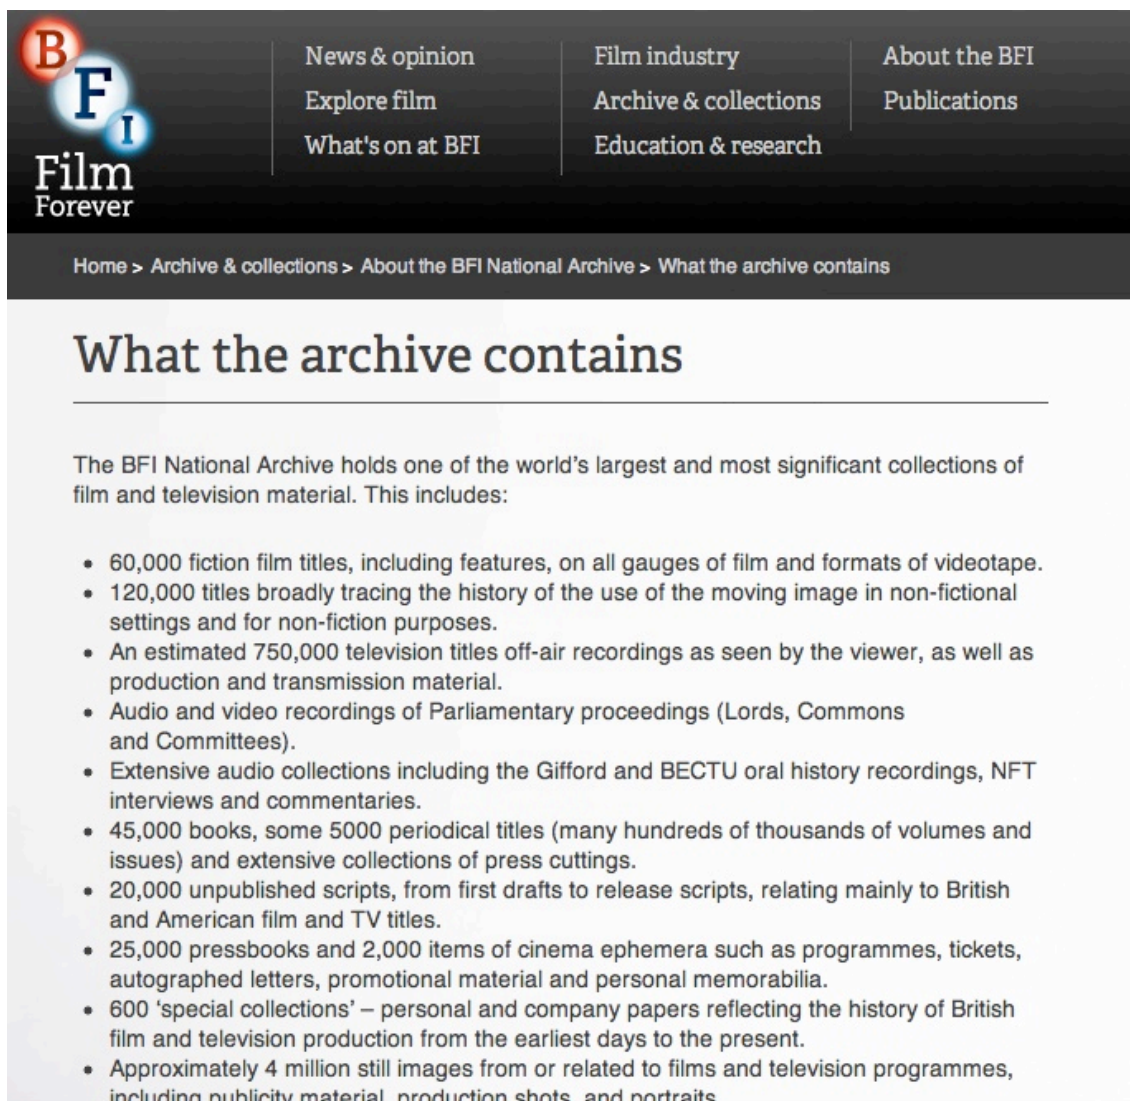 BFI
Film
Forever
News & opinion
Explore film
What's on at BFI
Film industry
Archive & collections
Education & research
About the BFI
Publications
Home > Archive & collections > About the BFI National Archive > What the archive contains
What the archive contains
The BFI National Archive holds one of the world’s largest and most significant collections of
film and television material. This includes:
• 60,000 fiction film titles, including features, on all gauges of film and formats of videotape.
• 120,000 titles broadly tracing the history of the use of the moving image in non-fictional
settings and for non-fiction purposes.
• An estimated 750,000 television titles off-air recordings as seen by the viewer, as well as
production and transmission material.
• Audio and video recordings of Parliamentary proceedings (Lords, Commons
and Committees).
• Extensive audio collections including the Gifford and BECTU oral history recordings, NFT
interviews and commentaries.
• 45,000 books, some 5000 periodical titles (many hundreds of thousands of volumes and
issues) and extensive collections of press cuttings.
• 20,000 unpublished scripts, from first drafts to release scripts, relating mainly to British
and American film and TV titles.
• 25,000 pressbooks and 2,000 items of cinema ephemera such as programmes, tickets,
autographed letters, promotional material and personal memorabilia.
• 600 ‘special collections’ – personal and company papers reflecting the history of British
film and television production from the earliest days to the present.
• Approximately 4 million still images from or related to films and television programmes,
including publicity material, production shots, and portraits